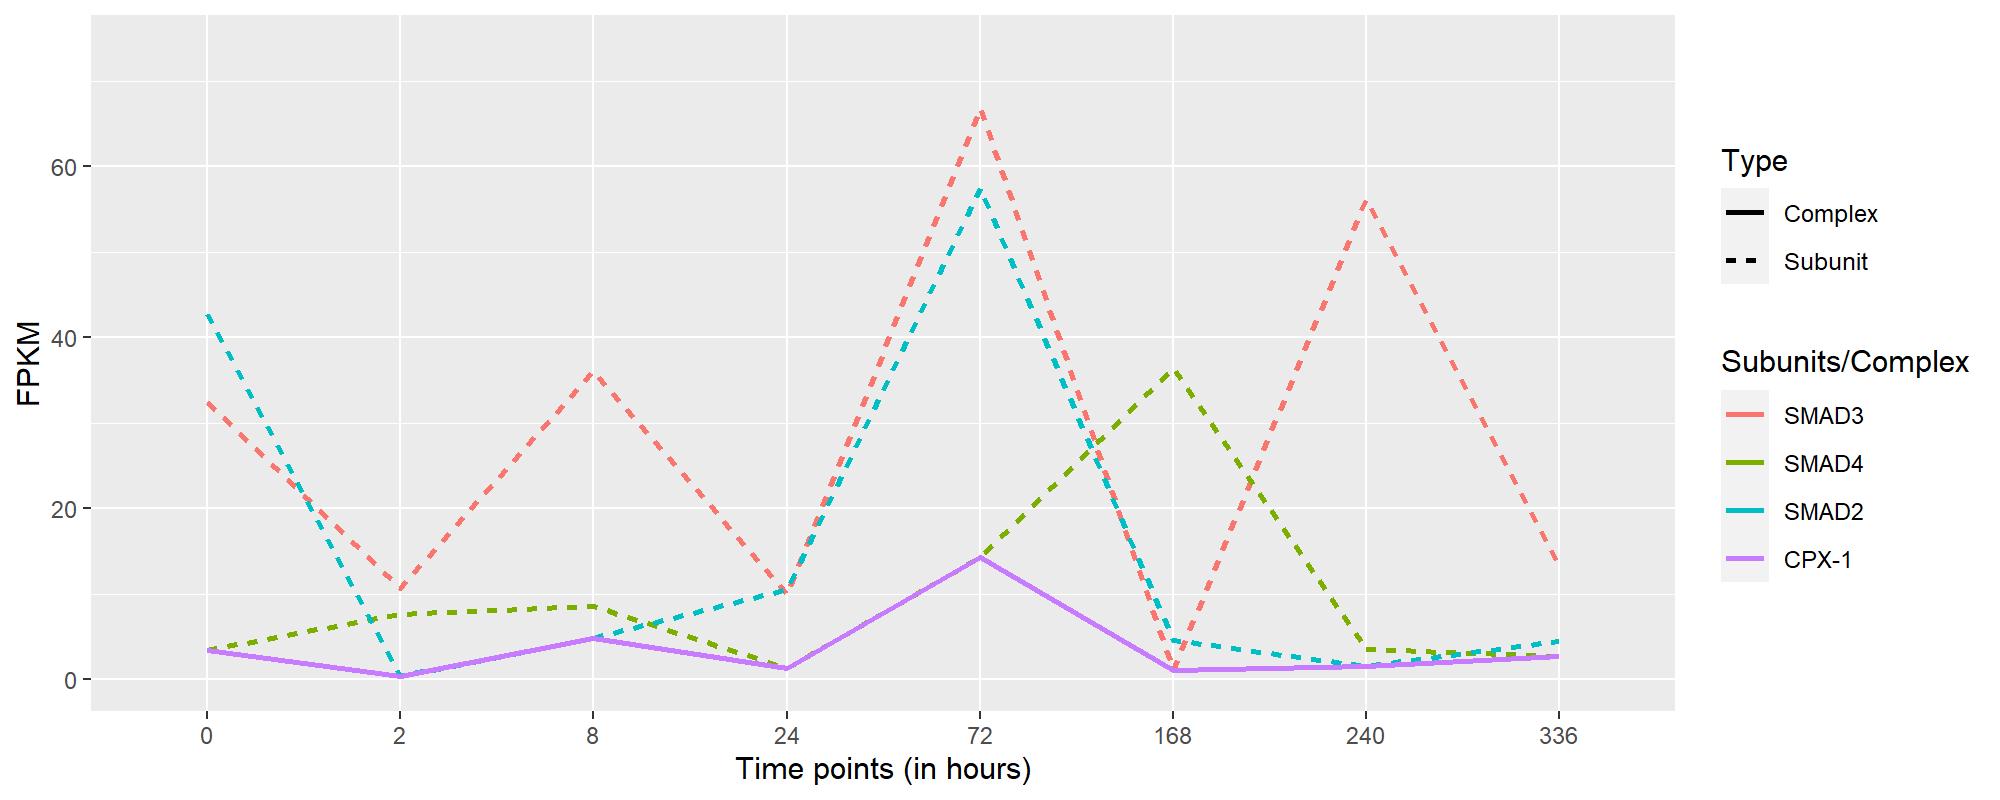 60
40
20
0
FPKM
0 2 8 24 72 168 240 336
Time points (in hours)
Type
Complex
Subunit
Subunits/Complex
SMAD3
SMAD4
SMAD2
CPX-1